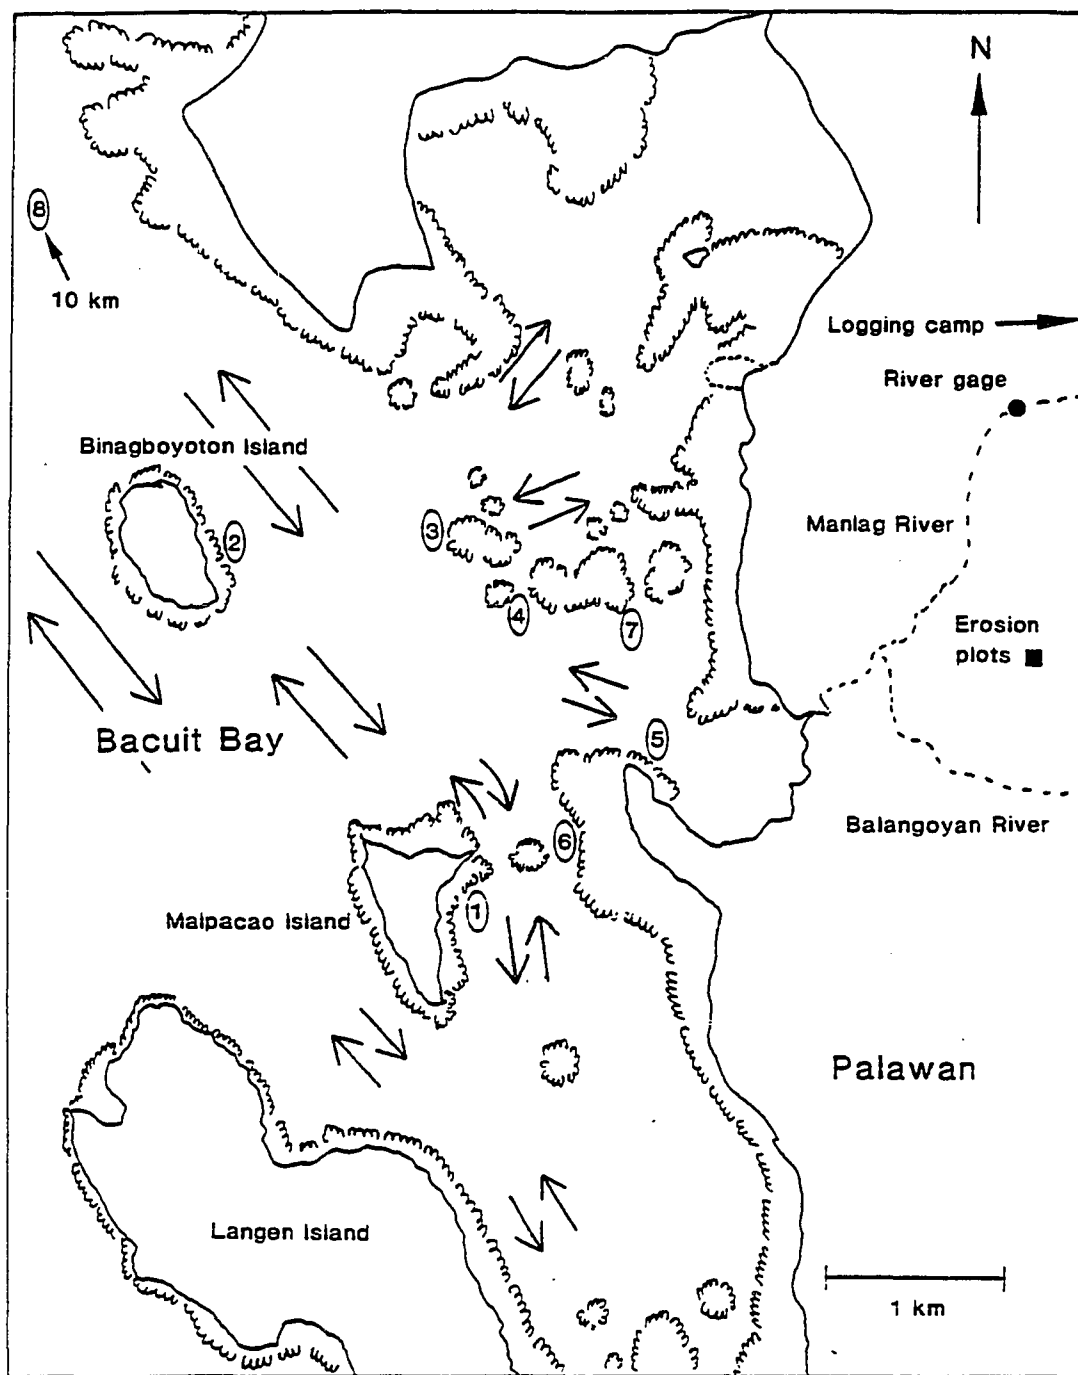 N
8
10 km
Logging camp
River gage
Binagboyoton Island
2
3
Manlag River
4
7
Erosion
plots
Bacuit Bay
5
6
Balangoyan River
Malpacao Island
1
Palawan
Langen Island
1 km